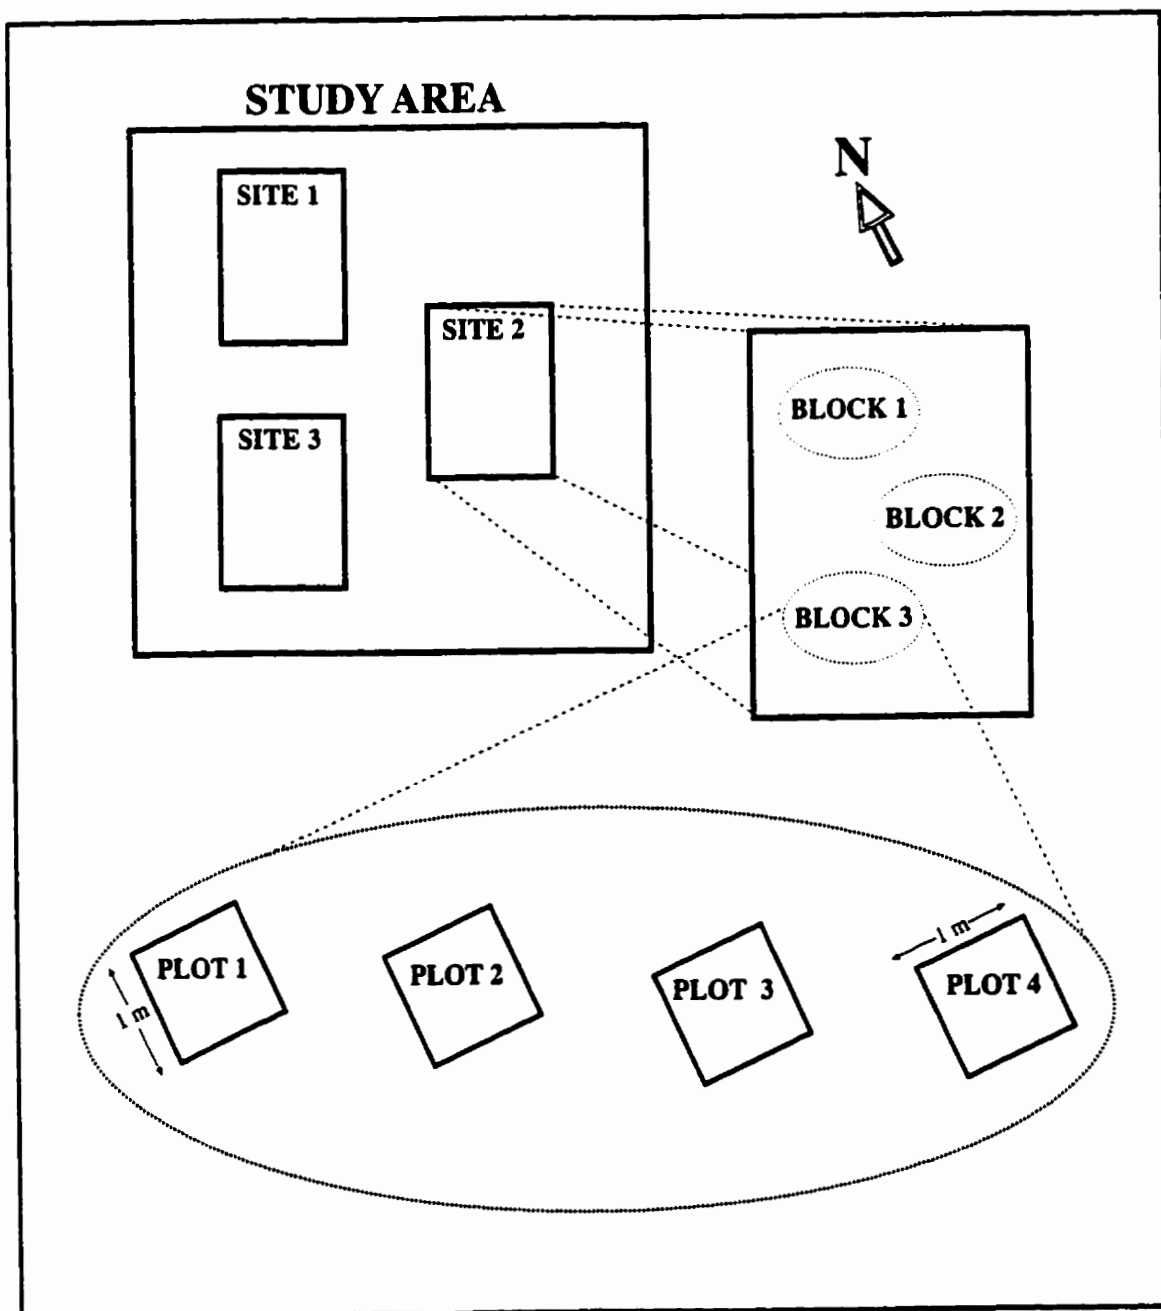 STUDY AREA
N
SITE 1
SITE 2
SITE 3
BLOCK 1
BLOCK 2
BLOCK 3
PLOT 1
1 m
PLOT 2
PLOT 3
1 m
PLOT 4